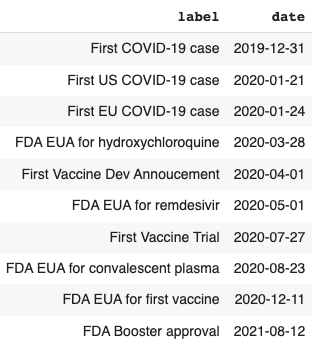 label date
First COVID-19 case 2019-12-31
First US COVID-19 case 2020-01-21
First EU COVID-19 case 2020-01-24
FDA EUA for hydroxychloroquine 2020-03-28
First Vaccine Dev Annoucement 2020-04-01
FDA EUA for remdesivir 2020-05-01
First Vaccine Trial 2020-07-27
FDA EUA for convalescent plasma 2020-08-23
FDA EUA for first vaccine 2020-12-11
FDA Booster approval 2021-08-12